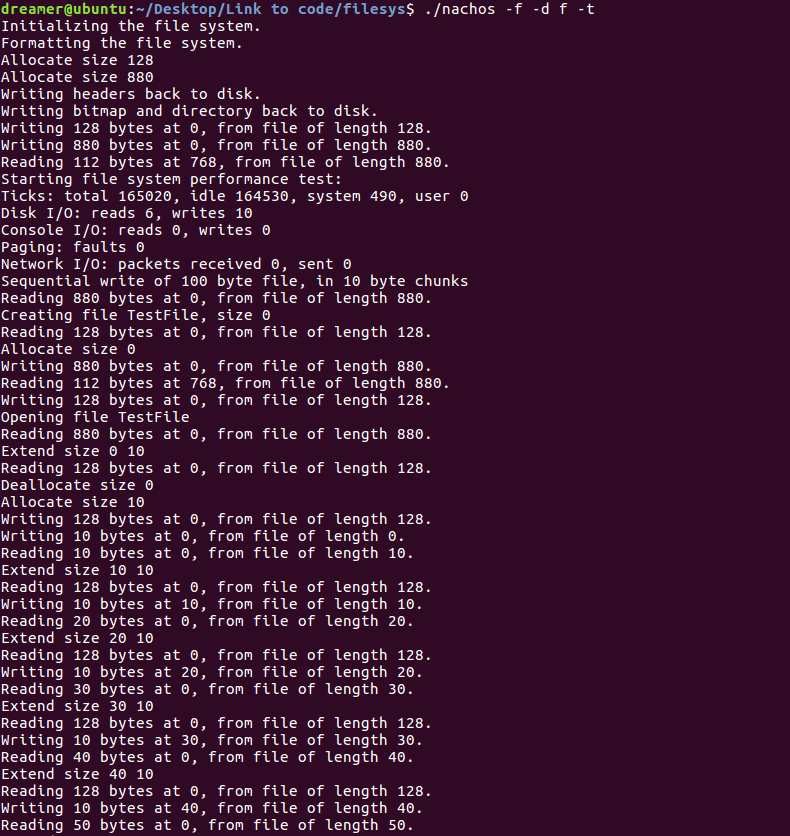 dreamer@ubuntu:~/Desktop/Link to code/filesys$ ./nachos -f -d f -t
Initializing the file system.
Formatting the file system.
Allocate size 128
Allocate size 880
Writing headers back to disk.
Writing bitmap and directory back to disk.
Writing 128 bytes at 0, from file of length 128.
Writing 880 bytes at 0, from file of length 880.
Reading 112 bytes at 768, from file of length 880.
Starting file system performance test:
Ticks: total 165020, idle 164530, system 490, user 0
Disk I/O: reads 6, writes 10
Console I/O: reads 0, writes 0
Paging: faults 0
Network I/O: packets received 0, sent 0
Sequential write of 100 byte file, in 10 byte chunks
Reading 880 bytes at 0, from file of length 880.
Creating file TestFile, size 0
Reading 128 bytes at 0, from file of length 128.
Allocate size 0
Writing 880 bytes at 0, from file of length 880.
Reading 112 bytes at 768, from file of length 880.
Writing 128 bytes at 0, from file of length 128.
Opening file TestFile
Reading 880 bytes at 0, from file of length 880.
Extend size 0 10
Reading 128 bytes at 0, from file of length 128.
Deallocate size 0
Allocate size 10
Writing 128 bytes at 0, from file of length 128.
Writing 10 bytes at 0, from file of length 0.
Reading 10 bytes at 0, from file of length 10.
Extend size 10 10
Reading 128 bytes at 0, from file of length 128.
Writing 10 bytes at 10, from file of length 10.
Reading 20 bytes at 0, from file of length 20.
Extend size 20 10
Reading 128 bytes at 0, from file of length 128.
Writing 10 bytes at 20, from file of length 20.
Reading 30 bytes at 0, from file of length 30.
Extend size 30 10
Reading 128 bytes at 0, from file of length 128.
Writing 10 bytes at 30, from file of length 30.
Reading 40 bytes at 0, from file of length 40.
Extend size 40 10
Reading 128 bytes at 0, from file of length 128.
Writing 10 bytes at 40, from file of length 40.
Reading 50 bytes at 0, from file of length 50.